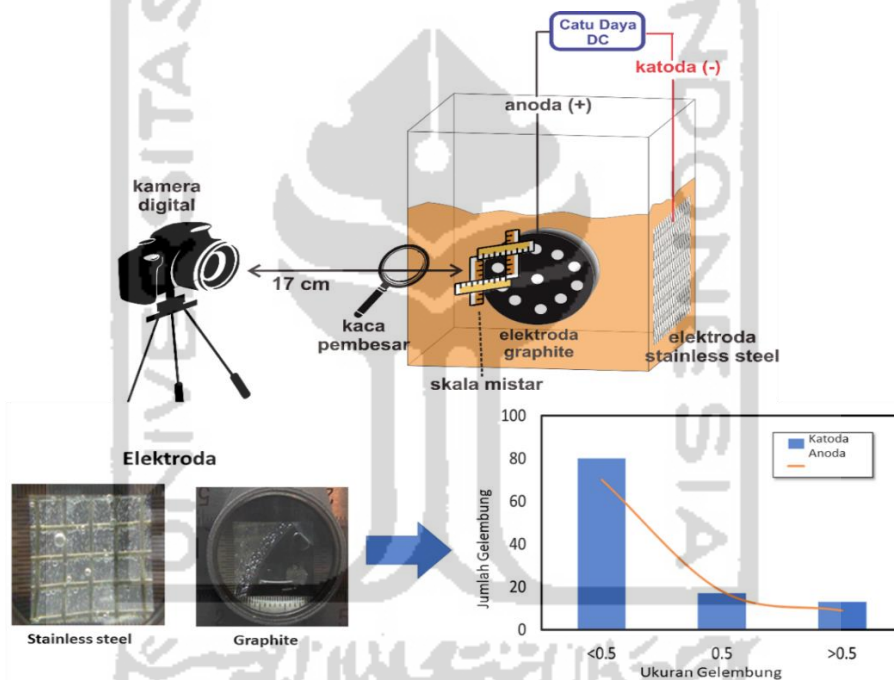 UNIVERSITAS
INDONESIA
Catu Daya
DC
katoda (-)
anoda (+)
kamera
digital
17 cm
kaca
pembesar
elektroda
graphite
elektroda
stainless steel
skala mistar
Elektroda
Stainless steel
Graphite
100
80
60
40
20
0
Jumlah Gelembung
Katoda
Anoda
<0.5
0.5
>0.5
Ukuran Gelembung